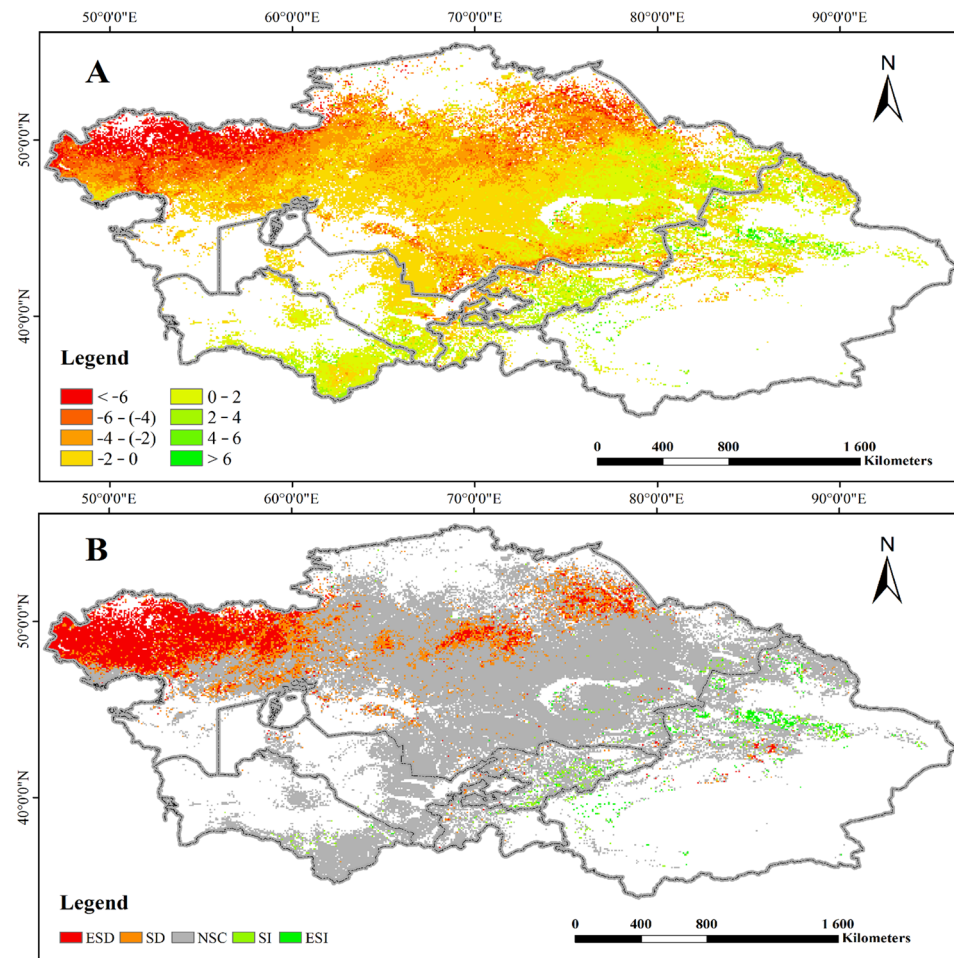 50°0'0"E 60°0'0"E 70°0'0"E 80°0'0"E 90°0'0"E
A
N
50°0'0"N
40°0'0"N
Legend
< -6
0 - 2
-6 - (-4)
2 - 4
-4 - (-2)
4 - 6
-2 - 0
> 6
0 400 800 1 600
Kilometers
50°0'0"E 60°0'0"E 70°0'0"E 80°0'0"E 90°0'0"E
B
N
50°0'0"N
40°0'0"N
Legend
ESD SD NSC SI ESI
0 400 800 1 600
Kilometers